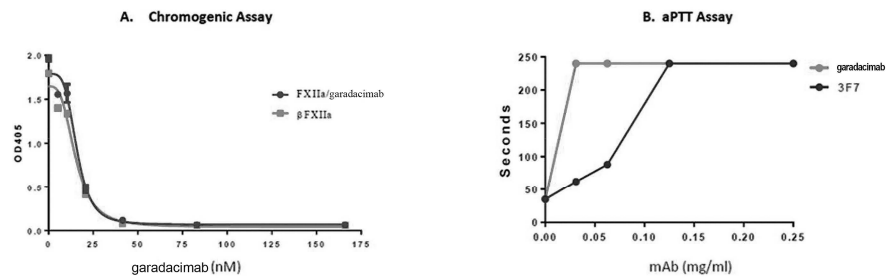 A. Chromogenic Assay
2.0
1.5
1.0
0.5
0.0
OD405
0 25 50 75 100 125 150 175
garadacimab (nM)
FXIIa/garadacimab
βFXIIa
B. aPTT Assay
250
200
150
100
50
0
Seconds
0.00 0.05 0.10 0.15 0.20 0.25
mAb (mg/ml)
garadacimab
3F7